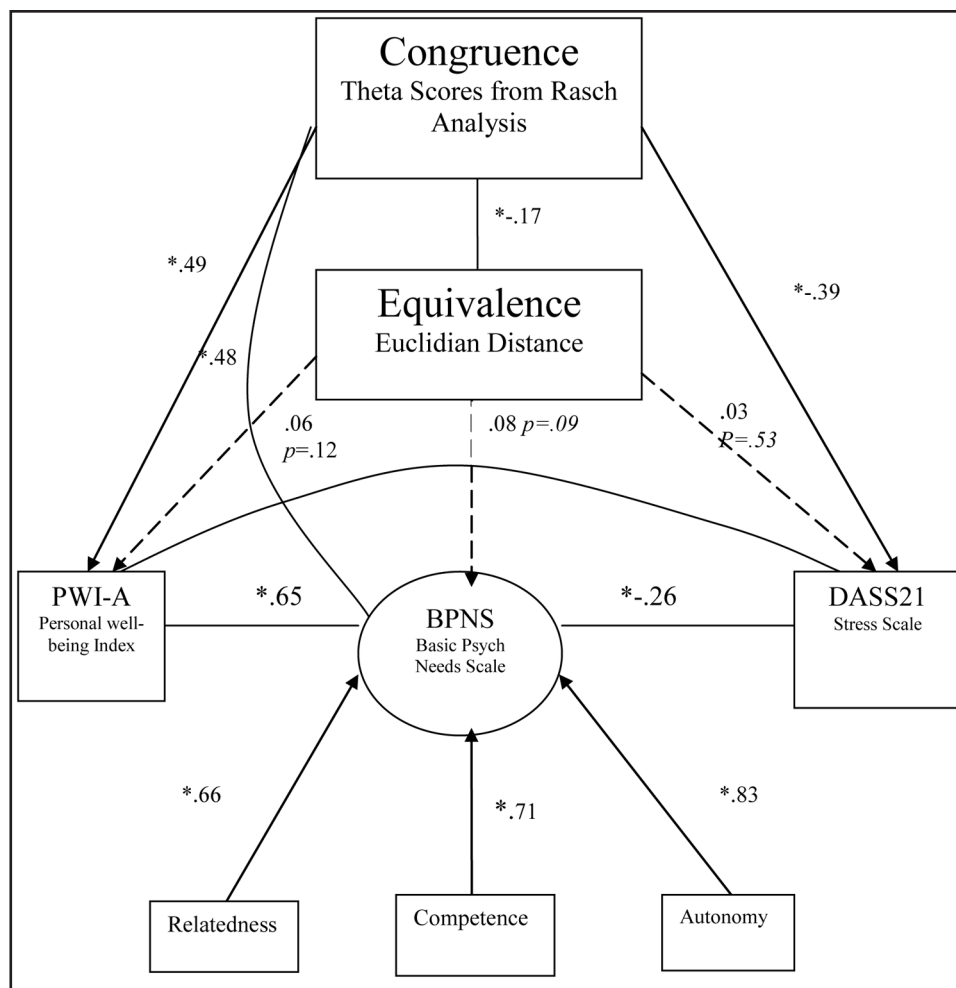 Congruence
Theta Scores from Rasch
Analysis
*-.17
*.49
*-.39
Equivalence
Euclidian Distance
*.48
.06
p=.12
.08 p=.09
.03
P=.53
PWI-A
Personal well-
being Index
*.65
BPNS
Basic Psych
Needs Scale
*-.26
DASS21
Stress Scale
*.66
*.71
*.83
Relatedness
Competence
Autonomy